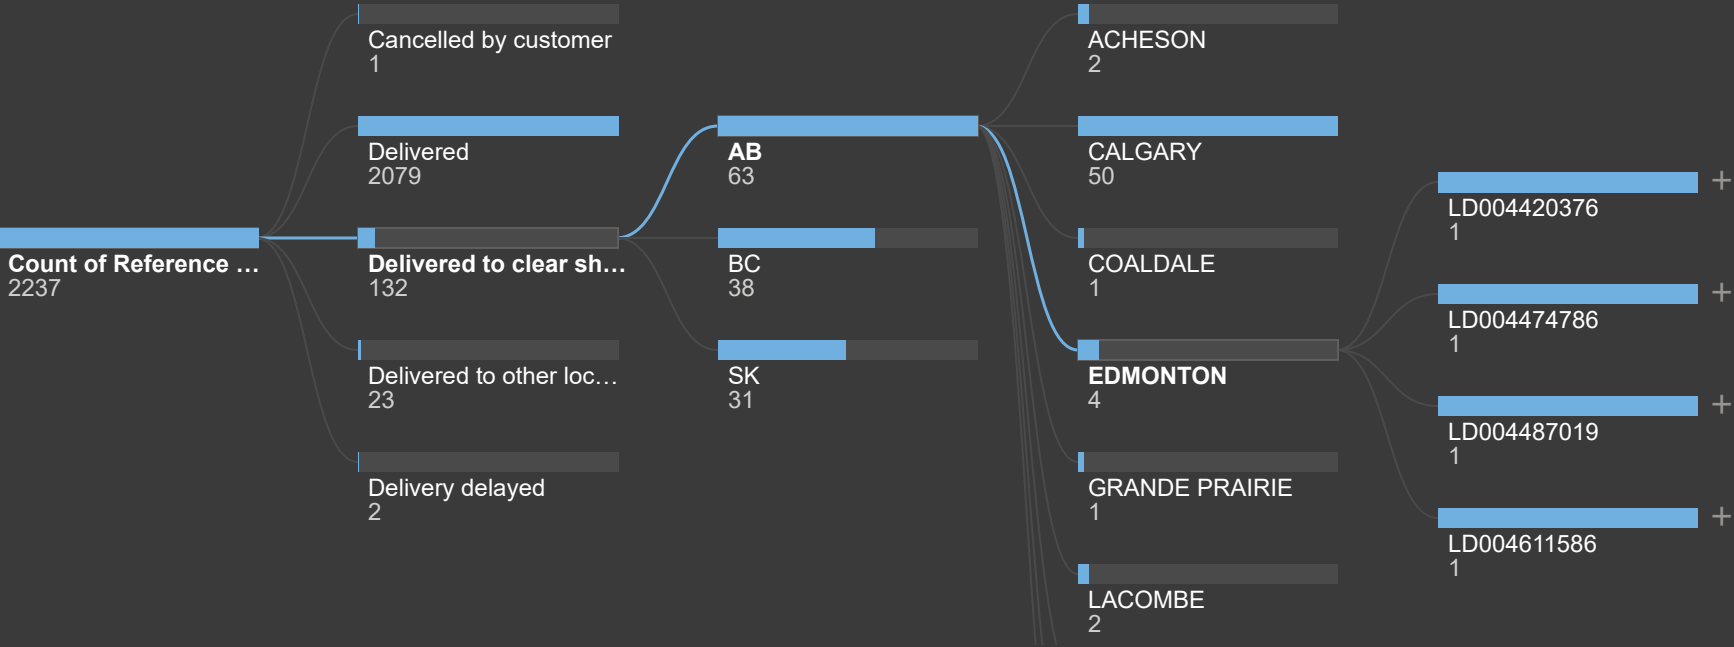 Count of Reference ...
2237
Cancelled by customer
1
Delivered
2079
Delivered to clear sh...
132
Delivered to other loc...
23
Delivery delayed
2
AB
63
BC
38
SK
31
ACHESON
2
CALGARY
50
COALDALE
1
EDMONTON
4
GRANDE PRAIRIE
1
LACOMBE
2
LD004420376
1
LD004474786
1
LD004487019
1
LD004611586
1